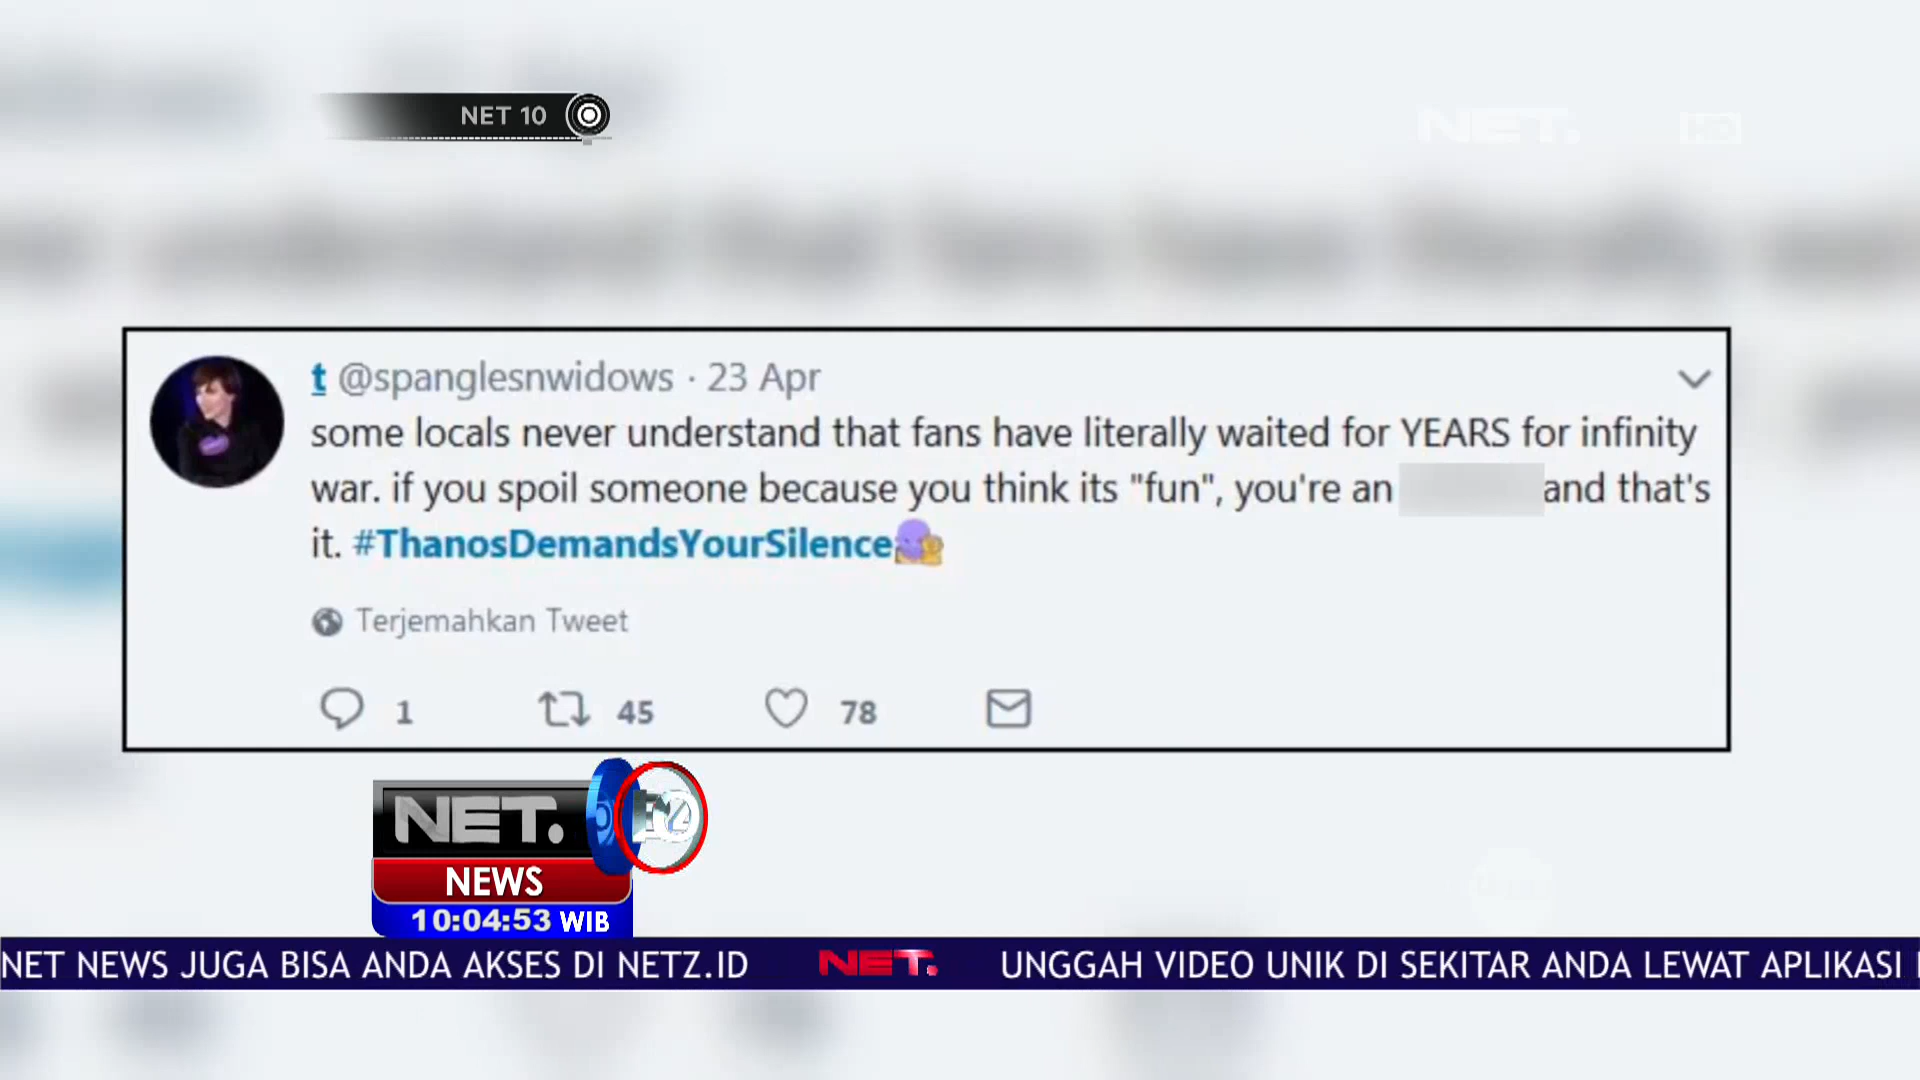 NET 10
NET. HD
t @spanglesnwidows · 23 Apr
some locals never understand that fans have literally waited for YEARS for infinity
war. if you spoil someone because you think its "fun", you're an and that's
it. #ThanosDemandsYourSilence
Terjemahkan Tweet
1 45 78
NET. 10
NEWS
10:04:53 WIB
NET NEWS JUGA BISA ANDA AKSES DI NETZ.ID NET. UNGGAH VIDEO UNIK DI SEKITAR ANDA LEWAT APLIKASI